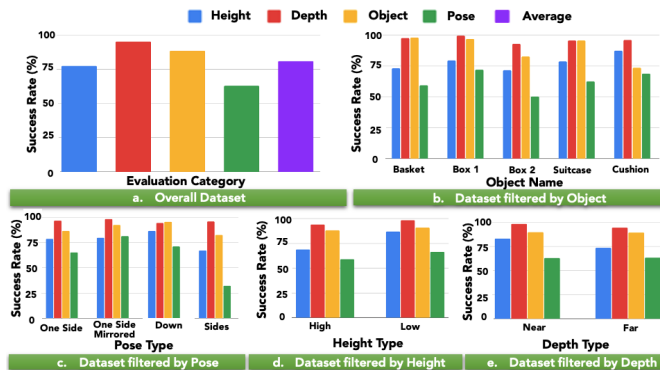 Height Depth Object Pose Average
Success Rate (%)
100
75
50
25
0
Evaluation Category
a. Overall Dataset
Success Rate (%)
100
75
50
25
0
Basket Box 1 Box 2 Suitcase Cushion
Object Name
b. Dataset filtered by Object
Success Rate (%)
100
75
50
25
0
One Side One Side Mirrored Down Sides
Pose Type
c. Dataset filtered by Pose
Success Rate (%)
100
75
50
25
0
High Low
Height Type
d. Dataset filtered by Height
Success Rate (%)
100
75
50
25
0
Near Far
Depth Type
e. Dataset filtered by Depth